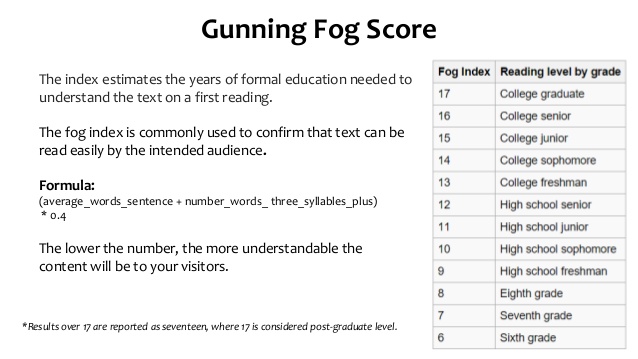 Gunning Fog Score
The index estimates the years of formal education needed to
understand the text on a first reading.
The fog index is commonly used to confirm that text can be
read easily by the intended audience.
Formula:
(average_words_sentence + number_words_ three_syllables_plus)
* 0.4
The lower the number, the more understandable the
content will be to your visitors.
*Results over 17 are reported as seventeen, where 17 is considered post-graduate level.
Fog Index Reading level by grade
17 College graduate
16 College senior
15 College junior
14 College sophomore
13 College freshman
12 High school senior
11 High school junior
10 High school sophomore
9 High school freshman
8 Eighth grade
7 Seventh grade
6 Sixth grade